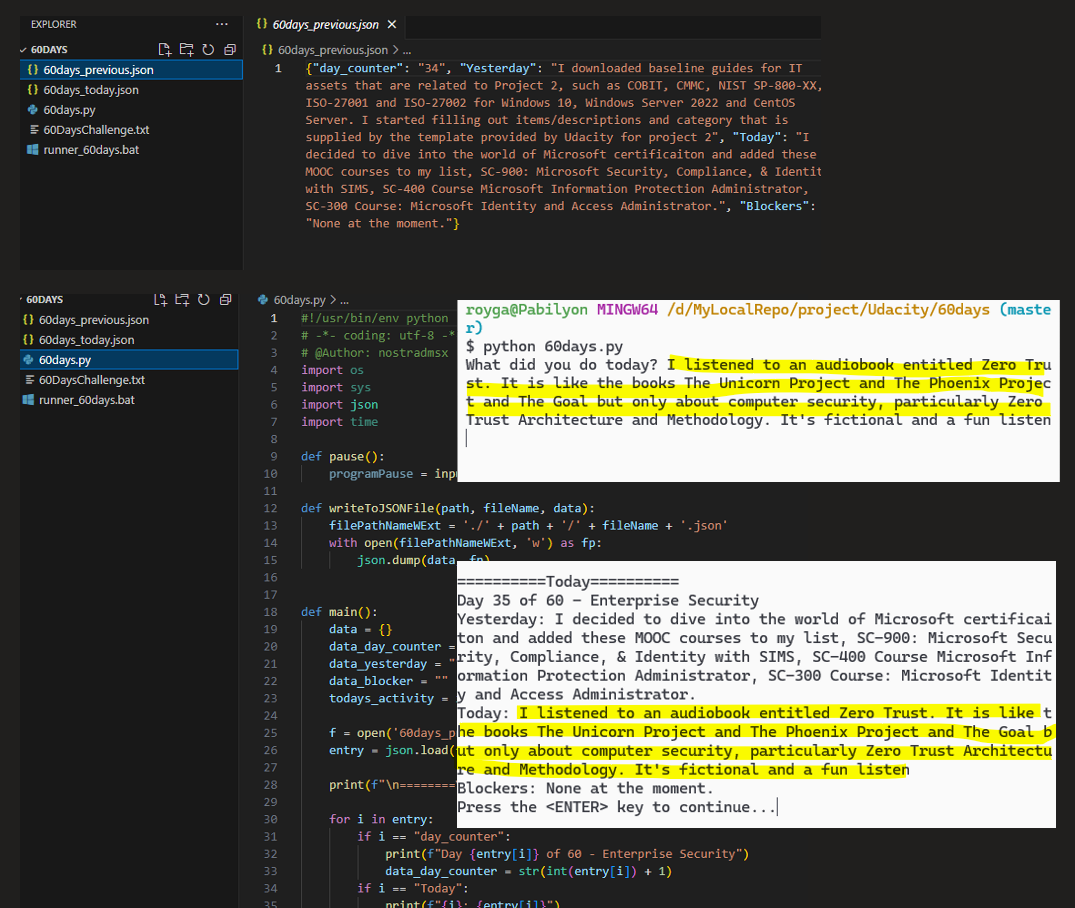 EXPLORER ...
60days_previous.json
60DAYS
60days_previous.json > ...
60days_previous.json
60days_today.json
60days.py
60DaysChallenge.txt
runner_60days.bat
1 {"day_counter": "34", "Yesterday": "I downloaded baseline guides for IT
assets that are related to Project 2, such as COBIT, CMMC, NIST SP-800-XX,
ISO-27001 and ISO-27002 for Windows 10, Windows Server 2022 and CentOS
Server. I started filling out items/descriptions and category that is
supplied by the template provided by Udacity for project 2", "Today": "I
decided to dive into the world of Microsoft certificaiton and added these
MOOC courses to my list, SC-900: Microsoft Security, Compliance, & Identit
with SIMS, SC-400 Course Microsoft Information Protection Administrator,
SC-300 Course: Microsoft Identity and Access Administrator.", "Blockers":
"None at the moment."}
60DAYS
60days_previous.json
60days_today.json
60days.py
60DaysChallenge.txt
runner_60days.bat
60days.py > ...
1 #!/usr/bin/env python
2 # -*- coding: utf-8 -*
3 # @Author: nostradmsx
4 import os
5 import sys
6 import json
7 import time
8
9 def pause():
10 programPause = inpu
11
12 def writeToJSONFile(path, fileName, data):
13 filePathNameWExt = './' + path + '/' + fileName + '.json'
14 with open(filePathNameWExt, 'w') as fp:
15 json.dump(data, fp)
16
17
18 def main():
19 data = {}
20 data_day_counter =
21 data_yesterday = "
22 data_blocker = ""
23 todays_activity =
24
25 f = open('60days_p
26 entry = json.load(
27
28 print(f"\n========
29
30 for i in entry:
31 if i == "day_counter":
32 print(f"Day {entry[i]} of 60 - Enterprise Security")
33 data_day_counter = str(int(entry[i]) + 1)
34 if i == "Today":
35 print(f"{i}: {entry[i]}")
royga@Pabilyon MINGW64 /d/MyLocalRepo/project/Udacity/60days (maste
r)
$ python 60days.py
What did you do today? I listened to an audiobook entitled Zero Tru
st. It is like the books The Unicorn Project and The Phoenix Projec
t and The Goal but only about computer security, particularly Zero
Trust Architecture and Methodology. It's fictional and a fun listen
==========Today==========
Day 35 of 60 - Enterprise Security
Yesterday: I decided to dive into the world of Microsoft certificai
ton and added these MOOC courses to my list, SC-900: Microsoft Secu
rity, Compliance, & Identity with SIMS, SC-400 Course Microsoft Inf
ormation Protection Administrator, SC-300 Course: Microsoft Identit
y and Access Administrator.
Today: I listened to an audiobook entitled Zero Trust. It is like t
he books The Unicorn Project and The Phoenix Project and The Goal b
ut only about computer security, particularly Zero Trust Architectu
re and Methodology. It's fictional and a fun listen
Blockers: None at the moment.
Press the <ENTER> key to continue...